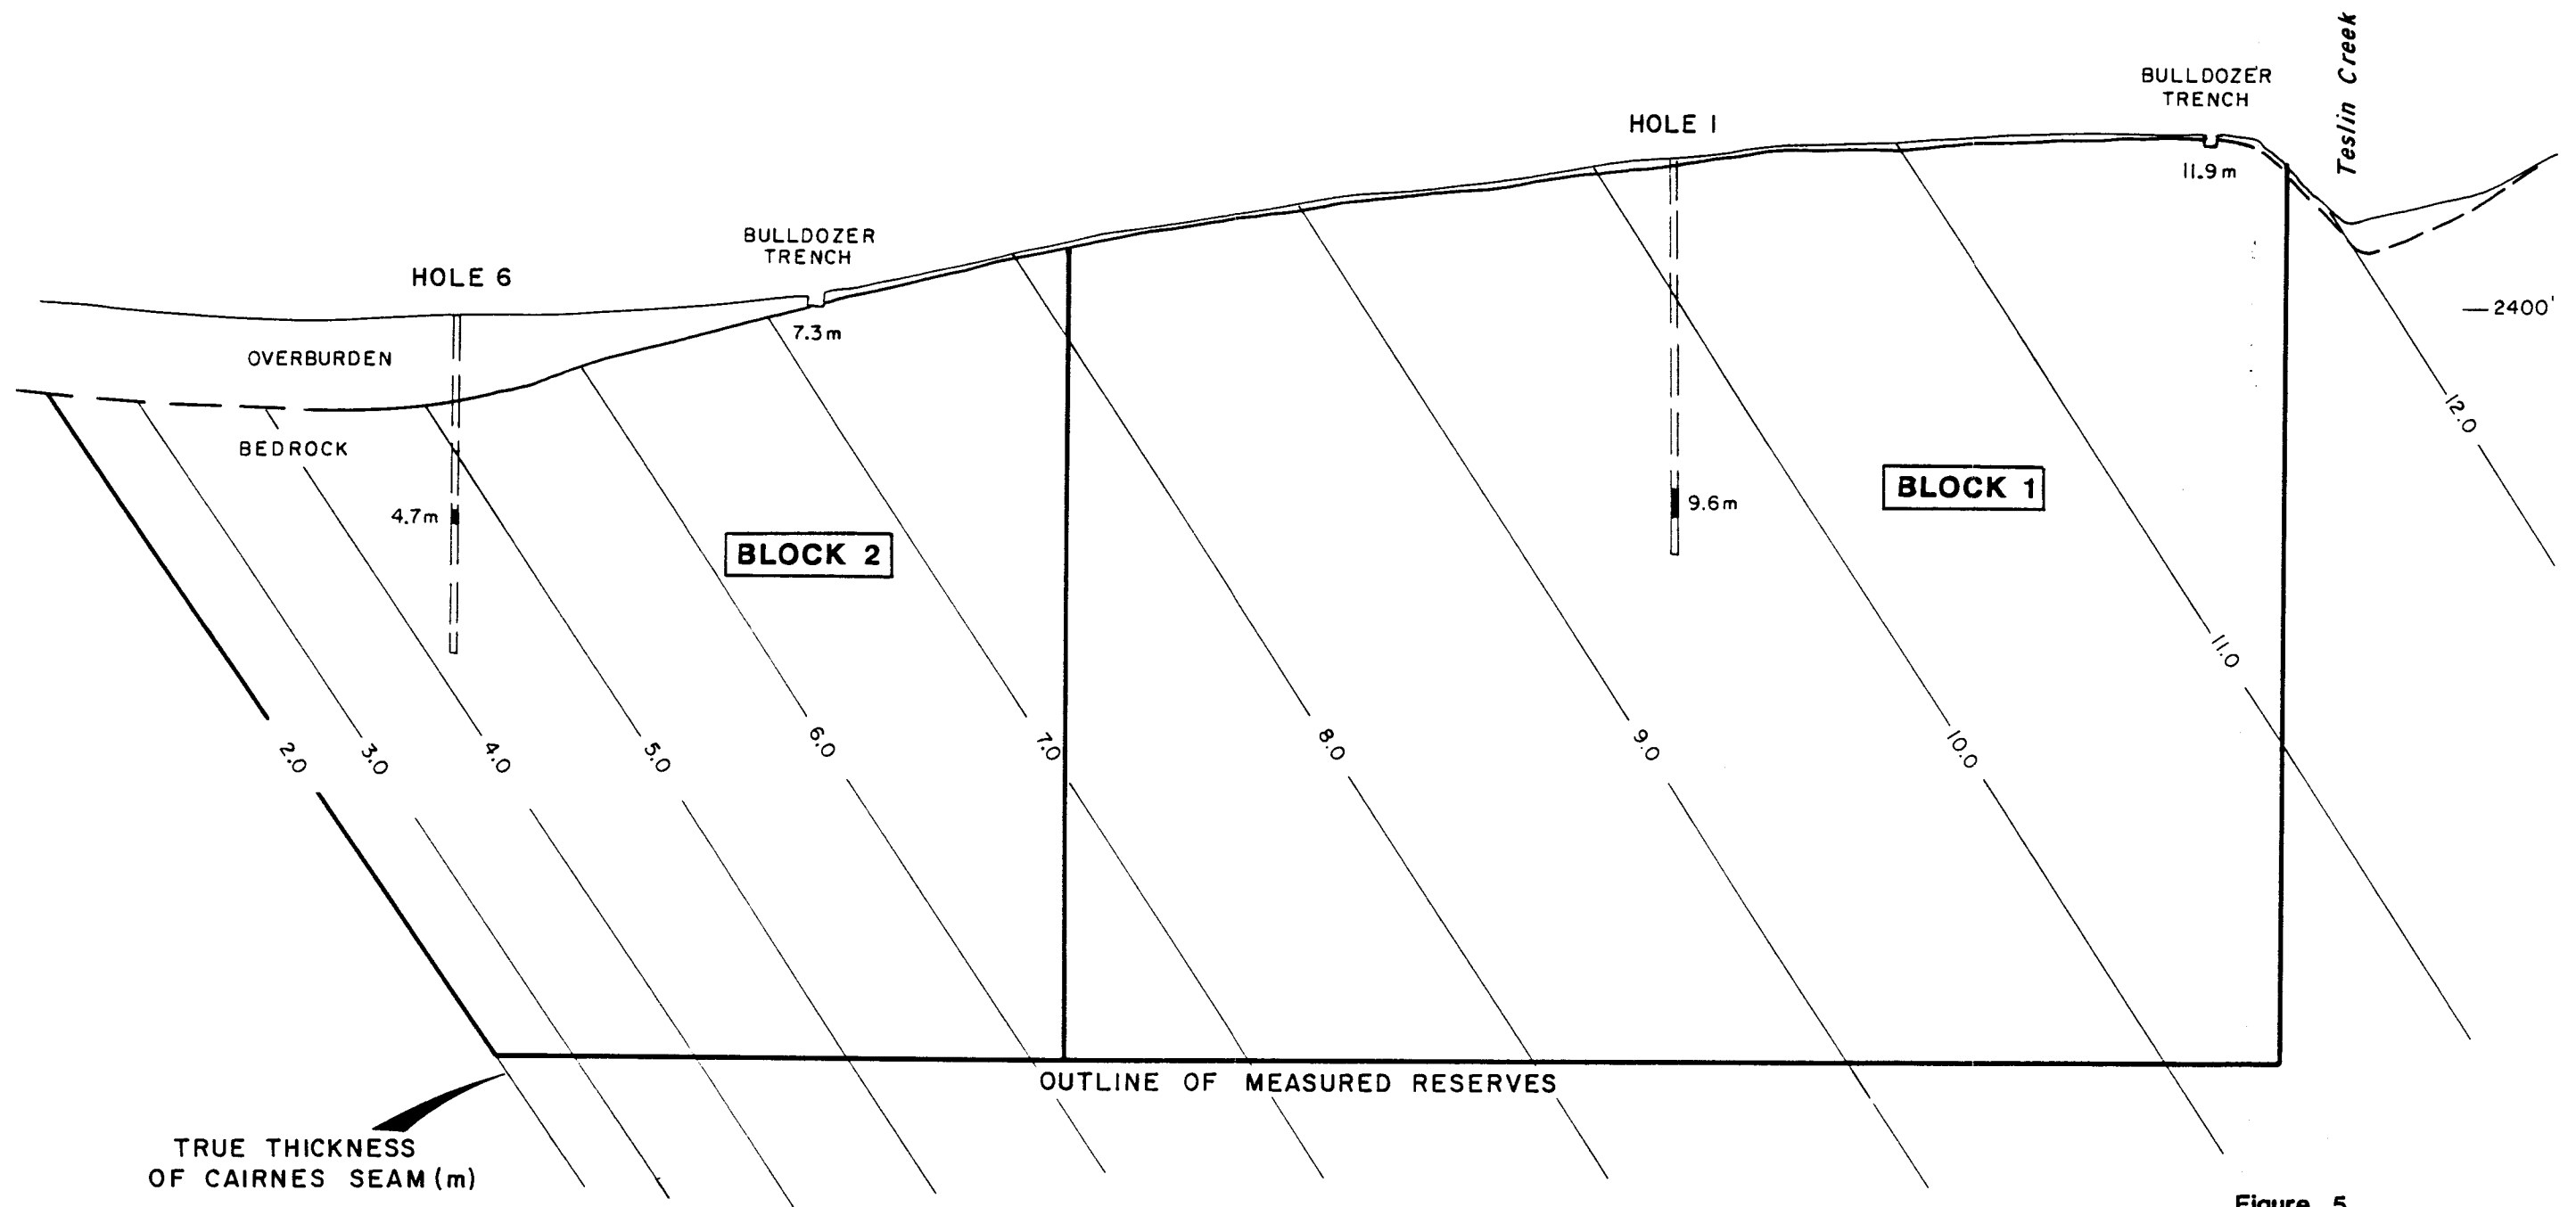 Teslin Creek
BULLDOZER
TRENCH
HOLE 1
11.9 m
BULLDOZER
TRENCH
HOLE 6
2400'
7.3 m
OVERBURDEN
12.0
BEDROCK
BLOCK 1
4.7 m
9.6 m
BLOCK 2
11.0
2.0
3.0
4.0
5.0
6.0
7.0
8.0
9.0
10.0
OUTLINE OF MEASURED RESERVES
TRUE THICKNESS
OF CAIRNES SEAM (m)
Figure 5